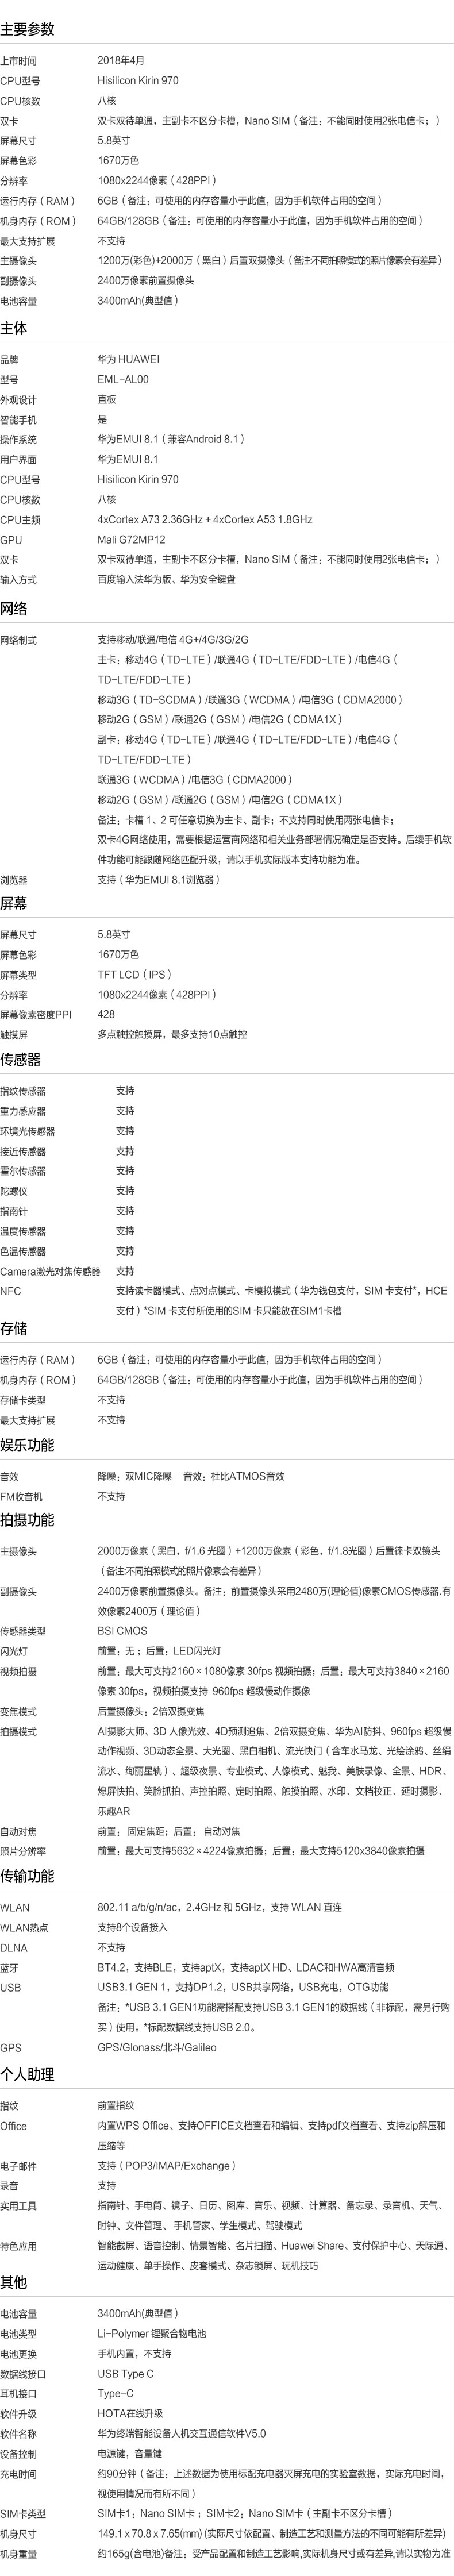 主要参数
上市时间 2018年4月
CPU型号 Hisilicon Kirin 970
CPU核数 八核
双卡 双卡双待单通，主副卡不区分卡槽，Nano SIM（备注：不能同时使用2张电信卡；）
屏幕尺寸 5.8英寸
屏幕色彩 1670万色
分辨率 1080x2244像素（428PPI）
运行内存（RAM） 6GB（备注：可使用的内存容量小于此值，因为手机软件占用的空间）
机身内存（ROM） 64GB/128GB（备注：可使用的内存容量小于此值，因为手机软件占用的空间）
最大支持扩展 不支持
主摄像头 1200万(彩色)+2000万（黑白）后置双摄像头（备注:不同拍照模式的照片像素会有差异）
副摄像头 2400万像素前置摄像头
电池容量 3400mAh(典型值）
主体
品牌 华为 HUAWEI
型号 EML-AL00
外观设计 直板
智能手机 是
操作系统 华为EMUI 8.1（兼容Android 8.1）
用户界面 华为EMUI 8.1
CPU型号 Hisilicon Kirin 970
CPU核数 八核
CPU主频 4xCortex A73 2.36GHz + 4xCortex A53 1.8GHz
GPU Mali G72MP12
双卡 双卡双待单通，主副卡不区分卡槽，Nano SIM（备注：不能同时使用2张电信卡；）
输入方式 百度输入法华为版、华为安全键盘
网络
网络制式 支持移动/联通/电信 4G+/4G/3G/2G
主卡：移动4G（TD-LTE）/联通4G（TD-LTE/FDD-LTE）/电信4G（
TD-LTE/FDD-LTE）
移动3G（TD-SCDMA）/联通3G（WCDMA）/电信3G（CDMA2000）
移动2G（GSM）/联通2G（GSM）/电信2G（CDMA1X）
副卡：移动4G（TD-LTE）/联通4G（TD-LTE/FDD-LTE）/电信4G（
TD-LTE/FDD-LTE）
联通3G（WCDMA）/电信3G（CDMA2000）
移动2G（GSM）/联通2G（GSM）/电信2G（CDMA1X）
备注：卡槽 1、2 可任意切换为主卡、副卡；不支持同时使用两张电信卡；
双卡4G网络使用，需要根据运营商网络和相关业务部署情况确定是否支持。后续手机软
件功能可能跟随网络匹配升级，请以手机实际版本支持功能为准。
浏览器 支持（华为EMUI 8.1浏览器）
屏幕
屏幕尺寸 5.8英寸
屏幕色彩 1670万色
屏幕类型 TFT LCD（IPS）
分辨率 1080x2244像素（428PPI）
屏幕像素密度PPI 428
触摸屏 多点触控触摸屏，最多支持10点触控
传感器
指纹传感器 支持
重力感应器 支持
环境光传感器 支持
接近传感器 支持
霍尔传感器 支持
陀螺仪 支持
指南针 支持
温度传感器 支持
色温传感器 支持
Camera激光对焦传感器 支持
NFC 支持读卡器模式、点对点模式、卡模拟模式（华为钱包支付，SIM 卡支付*，HCE
支付）*SIM 卡支付所使用的SIM 卡只能放在SIM1卡槽
存储
运行内存（RAM） 6GB（备注：可使用的内存容量小于此值，因为手机软件占用的空间）
机身内存（ROM） 64GB/128GB（备注：可使用的内存容量小于此值，因为手机软件占用的空间）
存储卡类型 不支持
最大支持扩展 不支持
娱乐功能
音效 降噪：双MIC降噪 音效：杜比ATMOS音效
FM收音机 不支持
拍摄功能
主摄像头 2000万像素（黑白，f/1.6 光圈）+1200万像素（彩色，f/1.8光圈）后置徕卡双镜头
（备注:不同拍照模式的照片像素会有差异）
副摄像头 2400万像素前置摄像头。备注：前置摄像头采用2480万(理论值)像素CMOS传感器.有
效像素2400万（理论值）
传感器类型 BSI CMOS
闪光灯 前置：无 ；后置：LED闪光灯
视频拍摄 前置：最大可支持2160 × 1080像素 30fps 视频拍摄；后置：最大可支持3840 × 2160
像素 30fps，视频拍摄支持 960fps 超级慢动作摄像
变焦模式 后置摄像头：2倍双摄变焦
拍摄模式 AI摄影大师、3D 人像光效、4D预测追焦、2倍双摄变焦、华为AI防抖、960fps 超级慢
动作视频、3D动态全景、大光圈、黑白相机、流光快门（含车水马龙、光绘涂鸦、丝绢
流水、绚丽星轨）、超级夜景、专业模式、人像模式、魅我、美肤录像、全景、HDR、
熄屏快拍、笑脸抓拍、声控拍照、定时拍照、触摸拍照、水印、文档校正、延时摄影、
乐趣AR
自动对焦 前置： 固定焦距；后置： 自动对焦
照片分辨率 前置：最大可支持5632 × 4224像素拍摄；后置：最大支持5120x3840像素拍摄
传输功能
WLAN 802.11 a/b/g/n/ac，2.4GHz 和 5GHz，支持 WLAN 直连
WLAN热点 支持8个设备接入
DLNA 不支持
蓝牙 BT4.2，支持BLE，支持aptX，支持aptX HD、LDAC和HWA高清音频
USB USB3.1 GEN 1，支持DP1.2，USB共享网络，USB充电，OTG功能
备注：*USB 3.1 GEN1功能需搭配支持USB 3.1 GEN1的数据线（非标配，需另行购
买）使用。*标配数据线支持USB 2.0。
GPS GPS/Glonass/北斗/Galileo
个人助理
指纹 前置指纹
Office 内置WPS Office、支持OFFICE文档查看和编辑、支持pdf文档查看、支持zip解压和
压缩等
电子邮件 支持（POP3/IMAP/Exchange）
录音 支持
实用工具 指南针、手电筒、镜子、日历、图库、音乐、视频、计算器、备忘录、录音机、天气、
时钟、文件管理、 手机管家、学生模式、驾驶模式
特色应用 智能截屏、语音控制、情景智能、名片扫描、Huawei Share、支付保护中心、天际通、
运动健康、单手操作、皮套模式、杂志锁屏、玩机技巧
其他
电池容量 3400mAh(典型值）
电池类型 Li-Polymer 锂聚合物电池
电池更换 手机内置，不支持
数据线接口 USB Type C
耳机接口 Type-C
软件升级 HOTA在线升级
软件名称 华为终端智能设备人机交互通信软件V5.0
设备控制 电源键，音量键
充电时间 约90分钟（备注：上述数据为使用标配充电器灭屏充电的实验室数据，实际充电时间，
视使用情况而有所不同）
SIM卡类型 SIM卡1：Nano SIM卡 ；SIM卡2：Nano SIM卡（主副卡不区分卡槽）
机身尺寸 149.1 x 70.8 x 7.65(mm) (实际尺寸依配置、制造工艺和测量方法的不同可能有所差异)
机身重量 约165g(含电池)备注：受产品配置和制造工艺影响,实际机身尺寸或有差异,请以实物为准